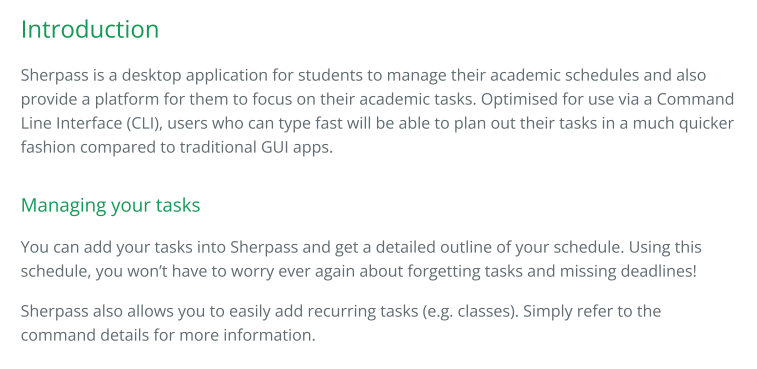 Introduction
Sherpass is a desktop application for students to manage their academic schedules and also
provide a platform for them to focus on their academic tasks. Optimised for use via a Command
Line Interface (CLI), users who can type fast will be able to plan out their tasks in a much quicker
fashion compared to traditional GUI apps.
Managing your tasks
You can add your tasks into Sherpass and get a detailed outline of your schedule. Using this
schedule, you won’t have to worry ever again about forgetting tasks and missing deadlines!
Sherpass also allows you to easily add recurring tasks (e.g. classes). Simply refer to the
command details for more information.